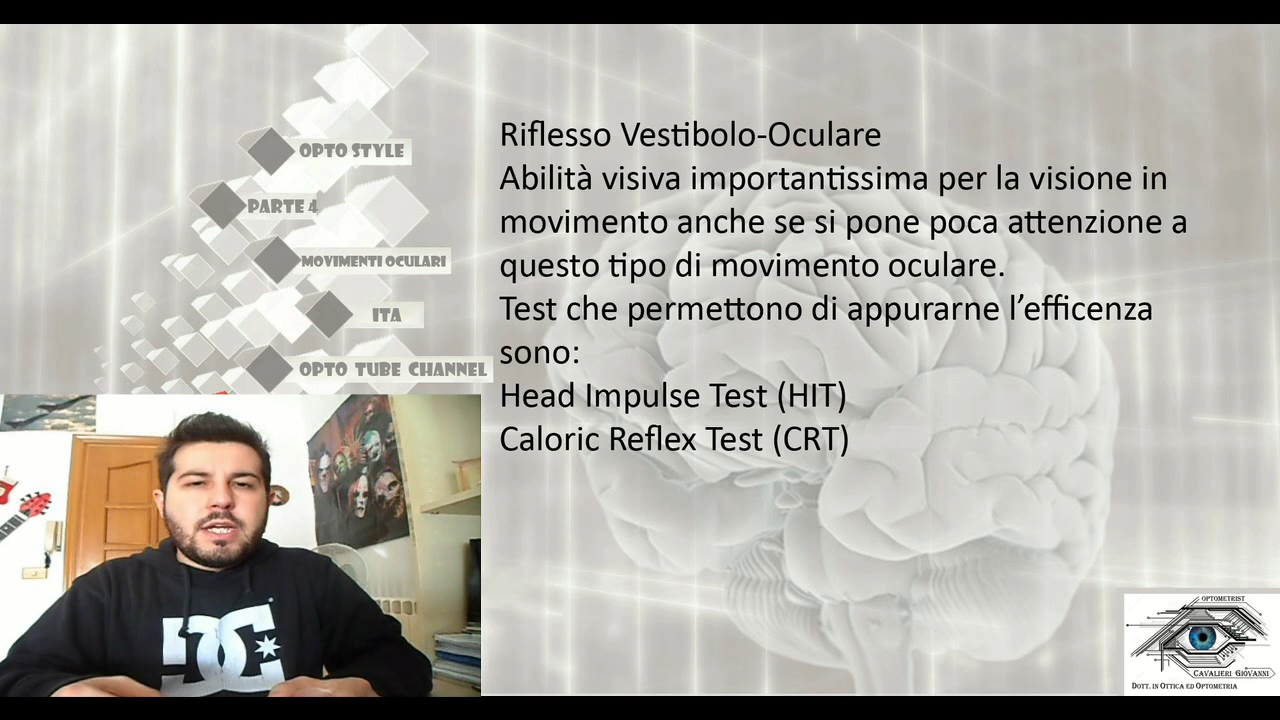 OPTO STYLE
PARTE 4
MOVIMENTI OCULARI
ITA
OPTO TUBE CHANNEL
Riflesso Vestibolo-Oculare
Abilità visiva importantissima per la visione in
movimento anche se si pone poca attenzione a
questo tipo di movimento oculare.
Test che permettono di appurarne l’efficenza
sono:
Head Impulse Test (HIT)
Caloric Reflex Test (CRT)
DC
OPTOMETRIST
CAVALIERI GIOVANNI
DOTT. IN OTTICA ED OPTOMETRIA